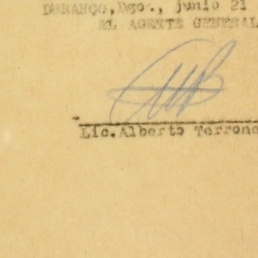 DURANGO, Dgo., junio 21
EL AGENTE GENERAL
Lic. Alberto Terrone